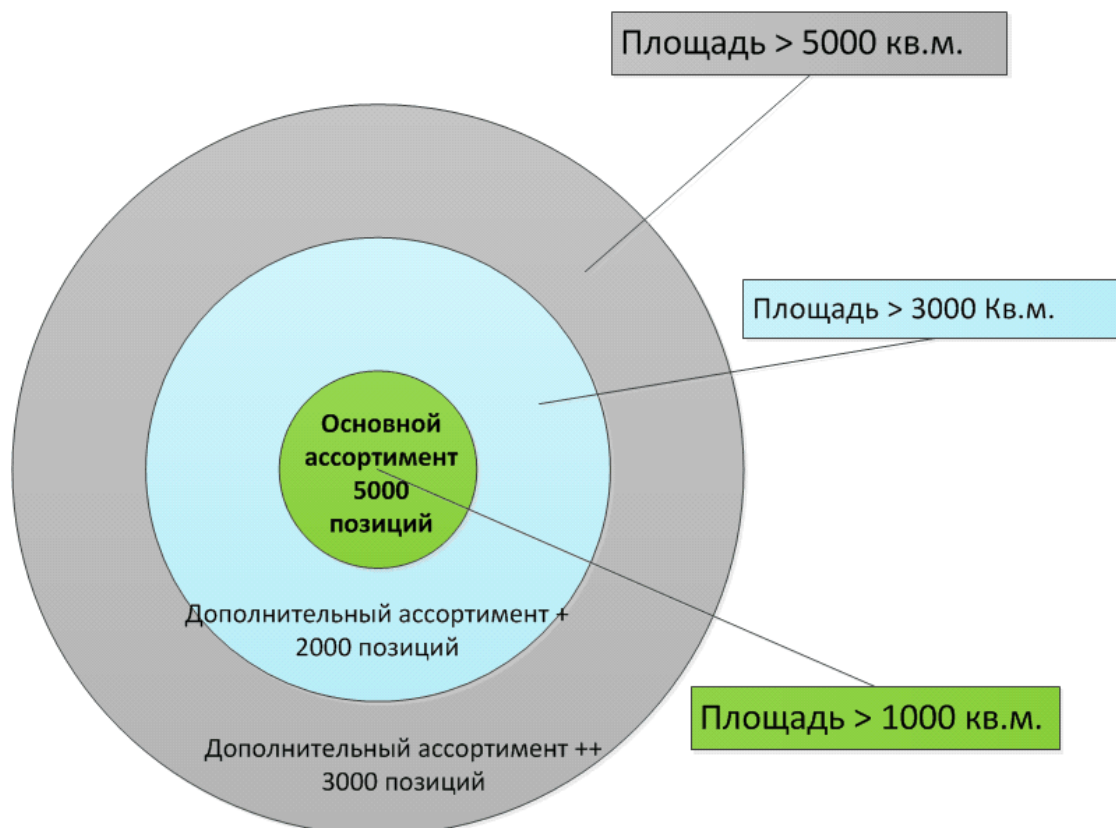 Площадь > 5000 кв.м.
Площадь > 3000 Кв.м.
Основной
ассортимент
5000
позиций
Дополнительный ассортимент +
2000 позиций
Площадь > 1000 кв.м.
Дополнительный ассортимент ++
3000 позиций